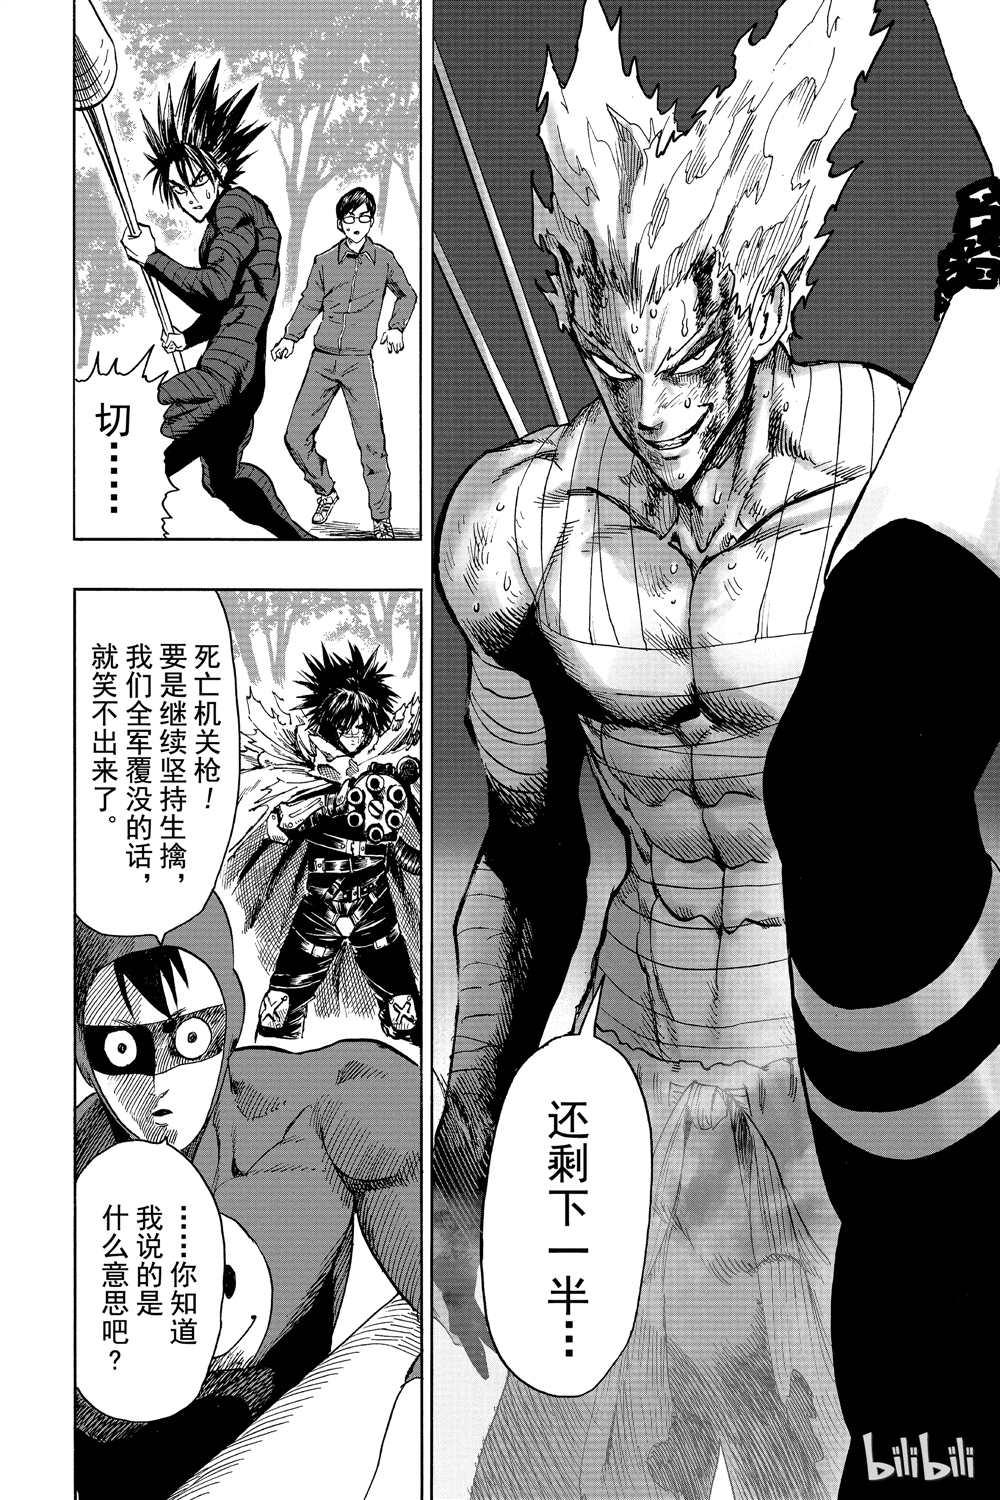 还剩下一半…
切……
死亡机关枪！
要是继续坚持生擒，
我们全军覆没的话，
就笑不出来了。
……你知道
我说的是
什么意思吧？
bilibili